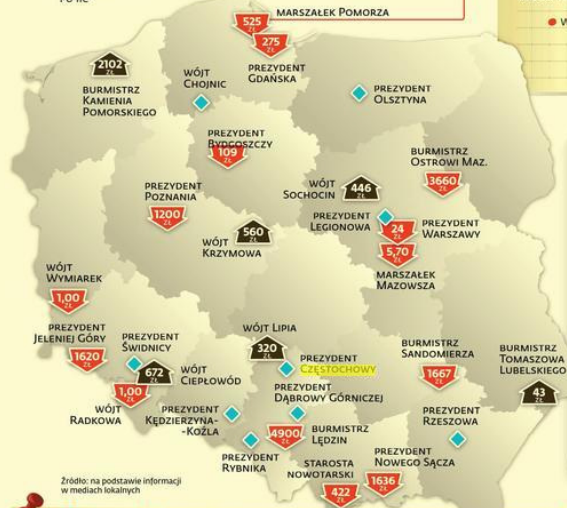 MARSZAŁEK POMORZA
525
ZŁ
275
ZŁ
PREZYDENT
GDAŃSKA
2102
ZŁ
BURMISTRZ
KAMIENIA
POMORSKIEGO
WÓJT
CHOJNIC
PREZYDENT
OLSZTYNA
PREZYDENT
BYDGOSZCZY
109
ZŁ
BURMISTRZ
OSTROWI MAZ.
3660
ZŁ
PREZYDENT
POZNANIA
1200
ZŁ
WÓJT
SOCHOCIN
446
ZŁ
PREZYDENT
LEGIONOWA
24
ZŁ
PREZYDENT
WARSZAWY
5,70
ZŁ
MARSZAŁEK
MAZOWSZA
WÓJT
KRZYMOWA
560
ZŁ
WÓJT
WYMIAREK
1,00
ZŁ
PREZYDENT
JELENIEJ GÓRY
1620
ZŁ
PREZYDENT
ŚWIDNICY
672
ZŁ
WÓJT
CIEPŁOWÓD
1,00
ZŁ
WÓJT
RADKOWA
WÓJT LIPIA
320
ZŁ
PREZYDENT
CZĘSTOCHOWY
PREZYDENT
DĄBROWY GÓRNICZEJ
BURMISTRZ
SANDOMIERZA
1667
ZŁ
BURMISTRZ
TOMASZOWA
LUBELSKIEGO
43
ZŁ
PREZYDENT
KĘDZIERZYNA-
-KOŹLA
4900
ZŁ
BURMISTRZ
LĘDZIN
PREZYDENT
RZESZOWA
PREZYDENT
RYBNIKA
STAROSTA
NOWOTARSKI
422
ZŁ
PREZYDENT
NOWEGO SĄCZA
1636
ZŁ
Źródło: na podstawie informacji
w mediach lokalnych